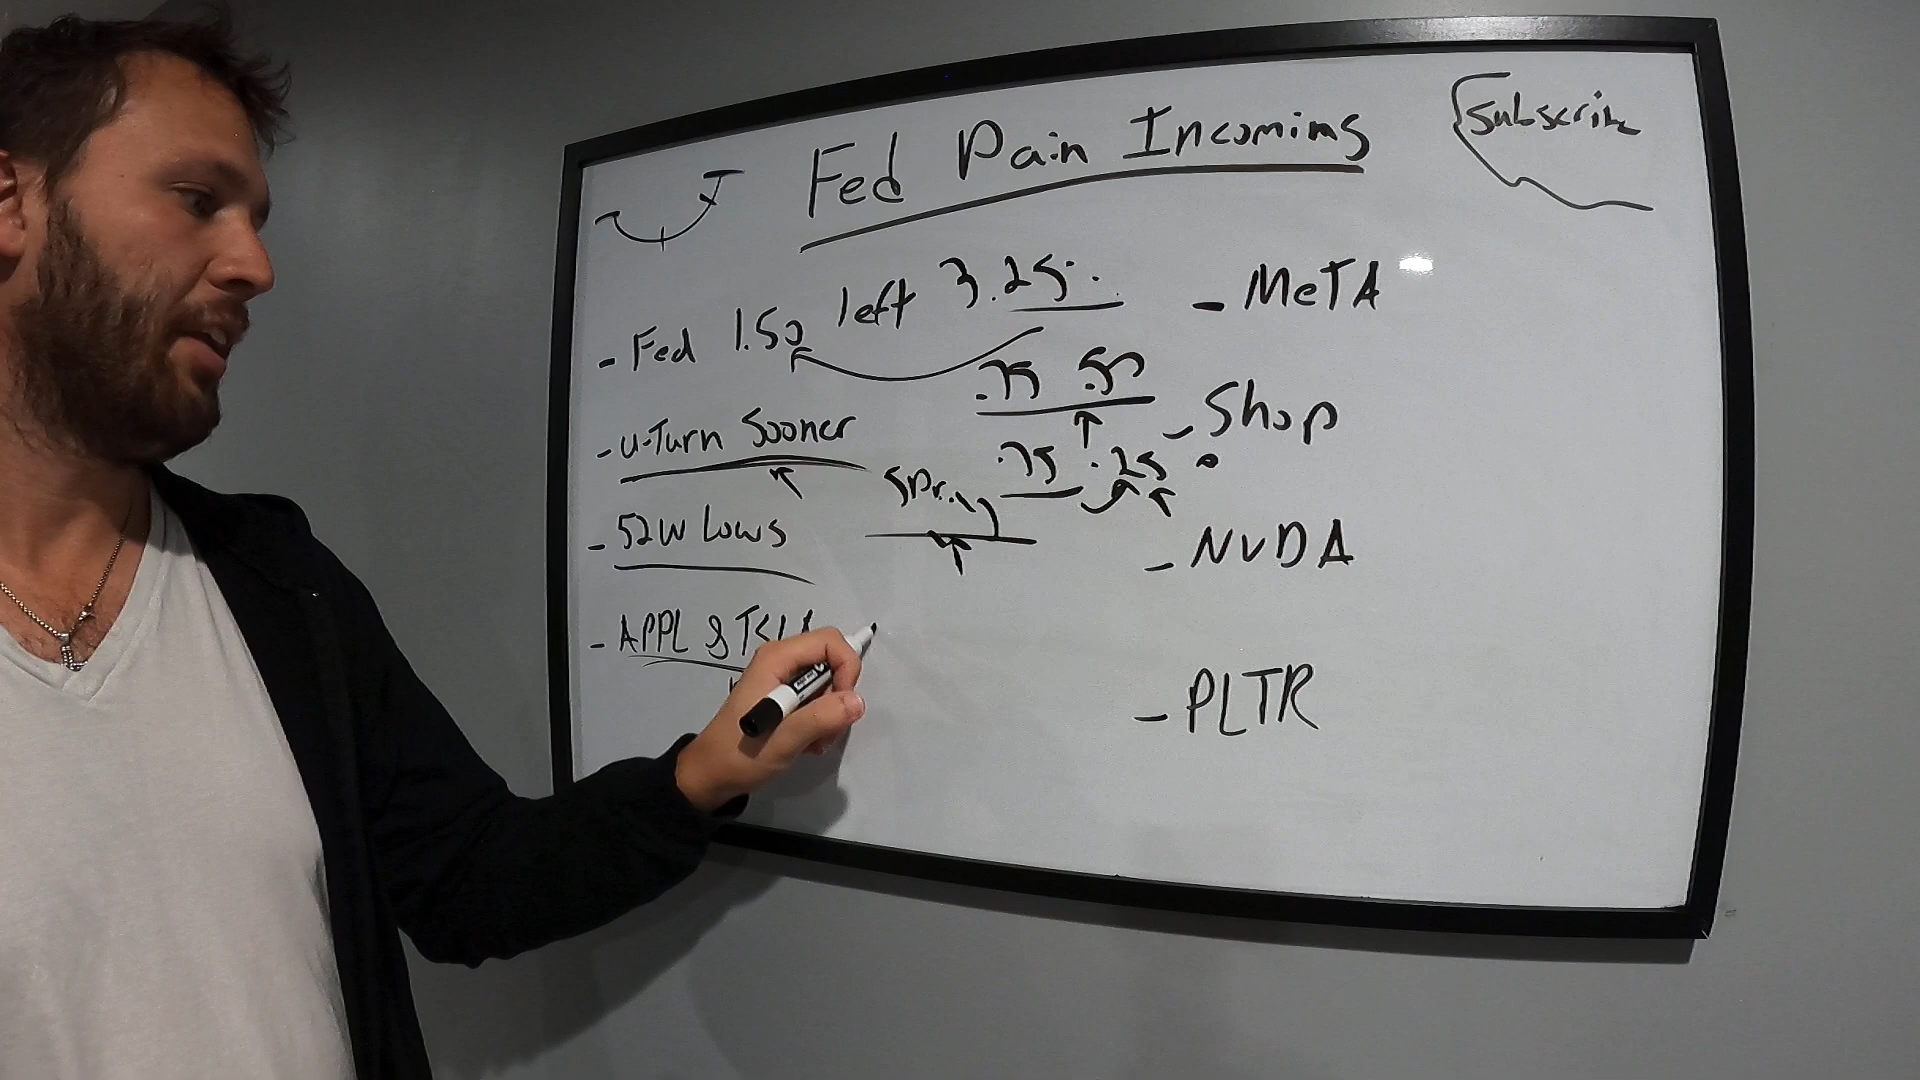 Fed Pain Incoming
Subscribe
- Fed 1.50 left 3.25%
.75 .50
- U-Turn Sooner
.75 .25
- 52W Lows
- APPL & TSLA
- MeTA
- Shop
- NVDA
- PLTR